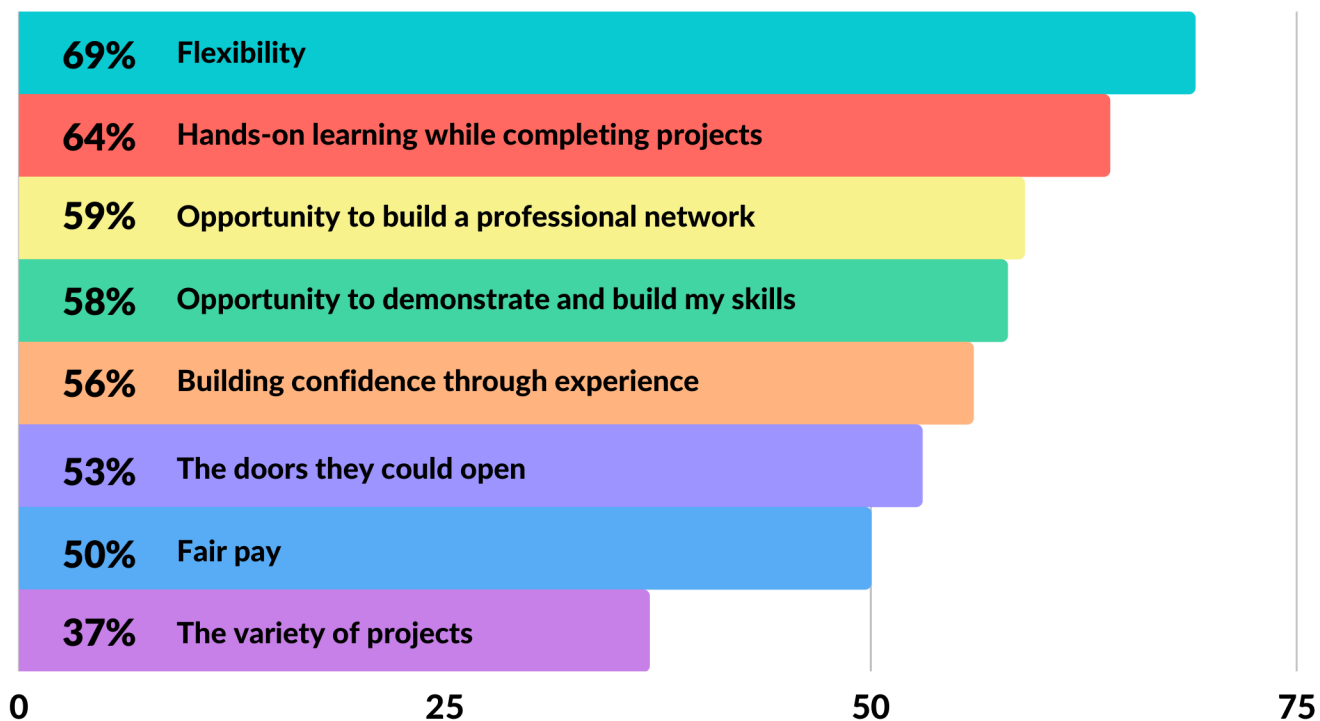 69% Flexibility
64% Hands-on learning while completing projects
59% Opportunity to build a professional network
58% Opportunity to demonstrate and build my skills
56% Building confidence through experience
53% The doors they could open
50% Fair pay
37% The variety of projects
0 25 50 75